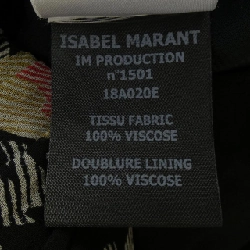 ISABEL MARANT
IM PRODUCTION
n°1501
18A020E
TISSU FABRIC
100% VISCOSE
DOUBLURE LINING
100% VISCOSE